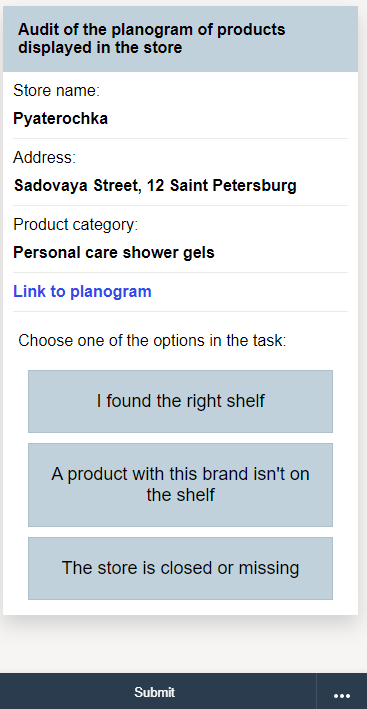 Audit of the planogram of products
displayed in the store
Store name:
Pyaterochka
Address:
Sadovaya Street, 12 Saint Petersburg
Product category:
Personal care shower gels
Link to planogram
Choose one of the options in the task:
I found the right shelf
A product with this brand isn't on
the shelf
The store is closed or missing
Submit